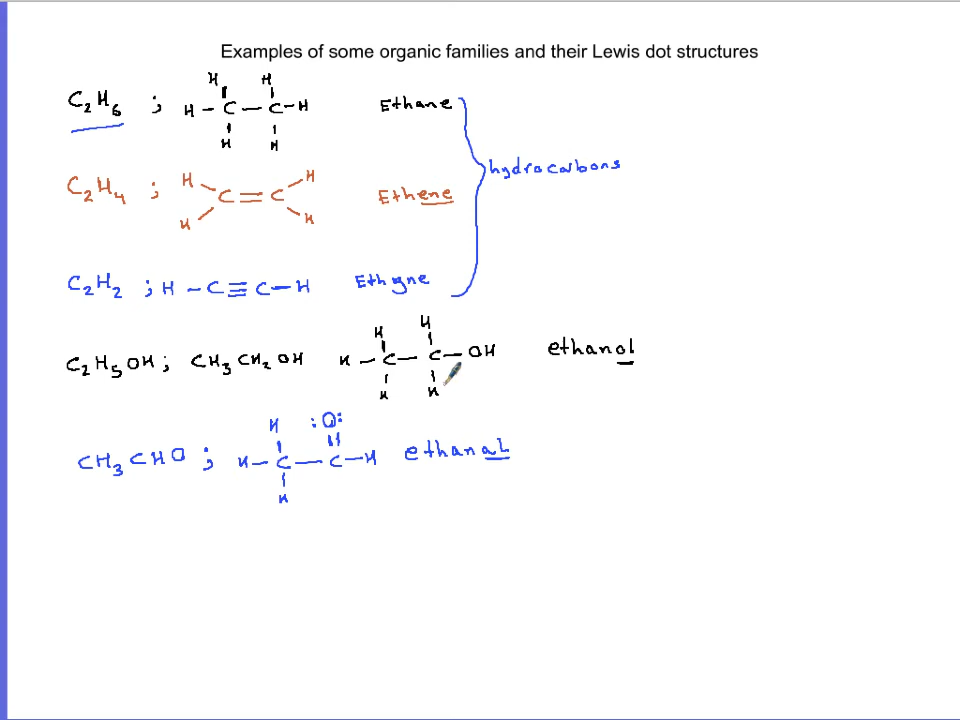 Examples of some organic families and their Lewis dot structures
H H
C₂H₆ ; H – C – C – H Ethane
H H
hydrocarbons
H H
C₂H₄ ; C = C Ethene
H H
C₂H₂ ; H – C ≡ C – H Ethyne
H H
C₂H₅OH ; CH₃CH₂OH H – C – C – OH ethanol
H H
H :O:
CH₃CHO ; H – C – C – H ethanal
H